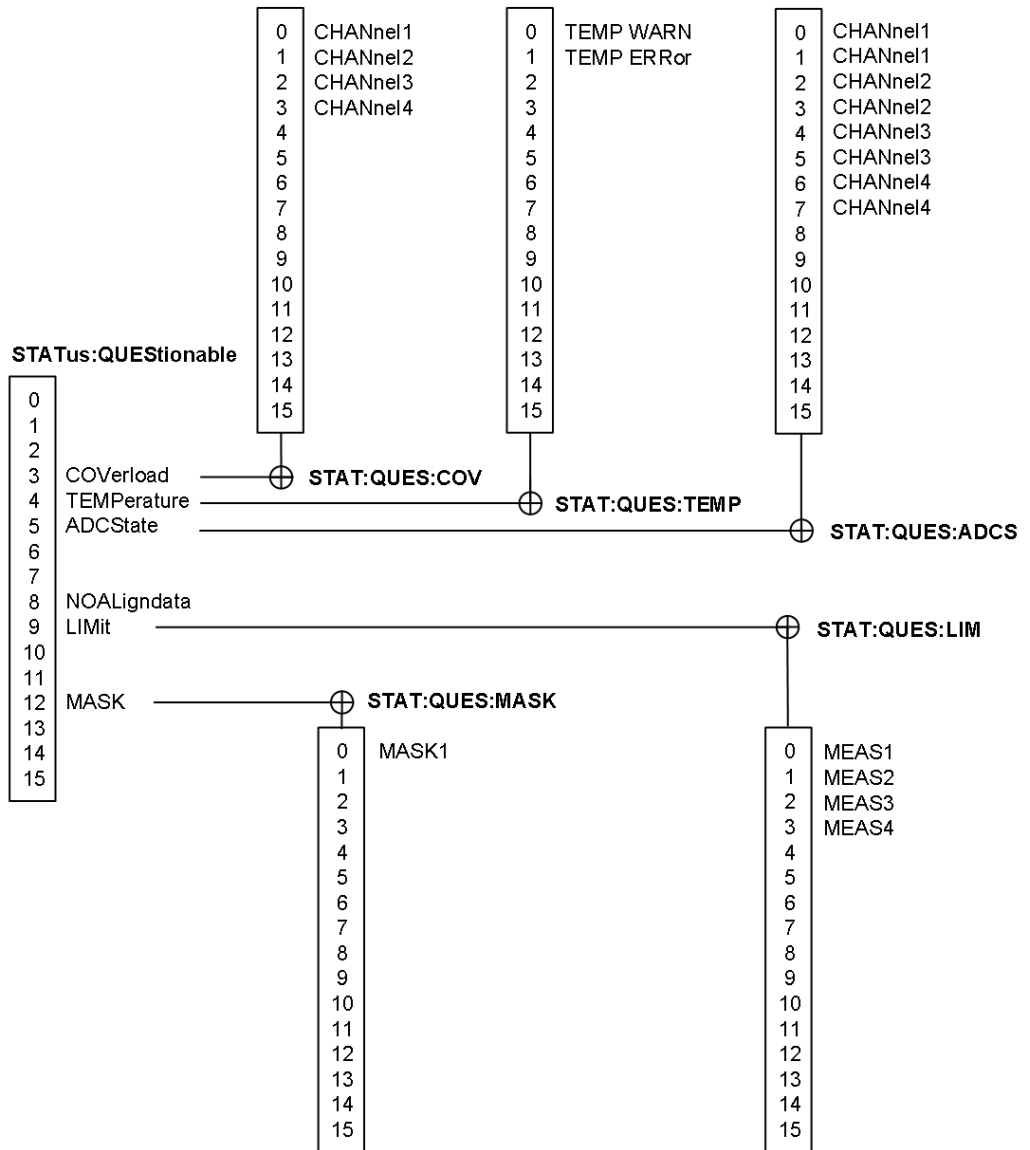 0 CHANnel1
1 CHANnel2
2 CHANnel3
3 CHANnel4
4
5
6
7
8
9
10
11
12
13
14
15
0 TEMP WARN
1 TEMP ERRor
2
3
4
5
6
7
8
9
10
11
12
13
14
15
0 CHANnel1
1 CHANnel1
2 CHANnel2
3 CHANnel2
4 CHANnel3
5 CHANnel3
6 CHANnel4
7 CHANnel4
8
9
10
11
12
13
14
15
STATus:QUEStionable
0
1
2
3 COVerload
4 TEMPerature
5 ADCState
6
7
8 NOALigndata
9 LIMit
10
11
12 MASK
13
14
15
STAT:QUES:COV
STAT:QUES:TEMP
STAT:QUES:ADCS
STAT:QUES:LIM
STAT:QUES:MASK
0 MASK1
1
2
3
4
5
6
7
8
9
10
11
12
13
14
15
0 MEAS1
1 MEAS2
2 MEAS3
3 MEAS4
4
5
6
7
8
9
10
11
12
13
14
15